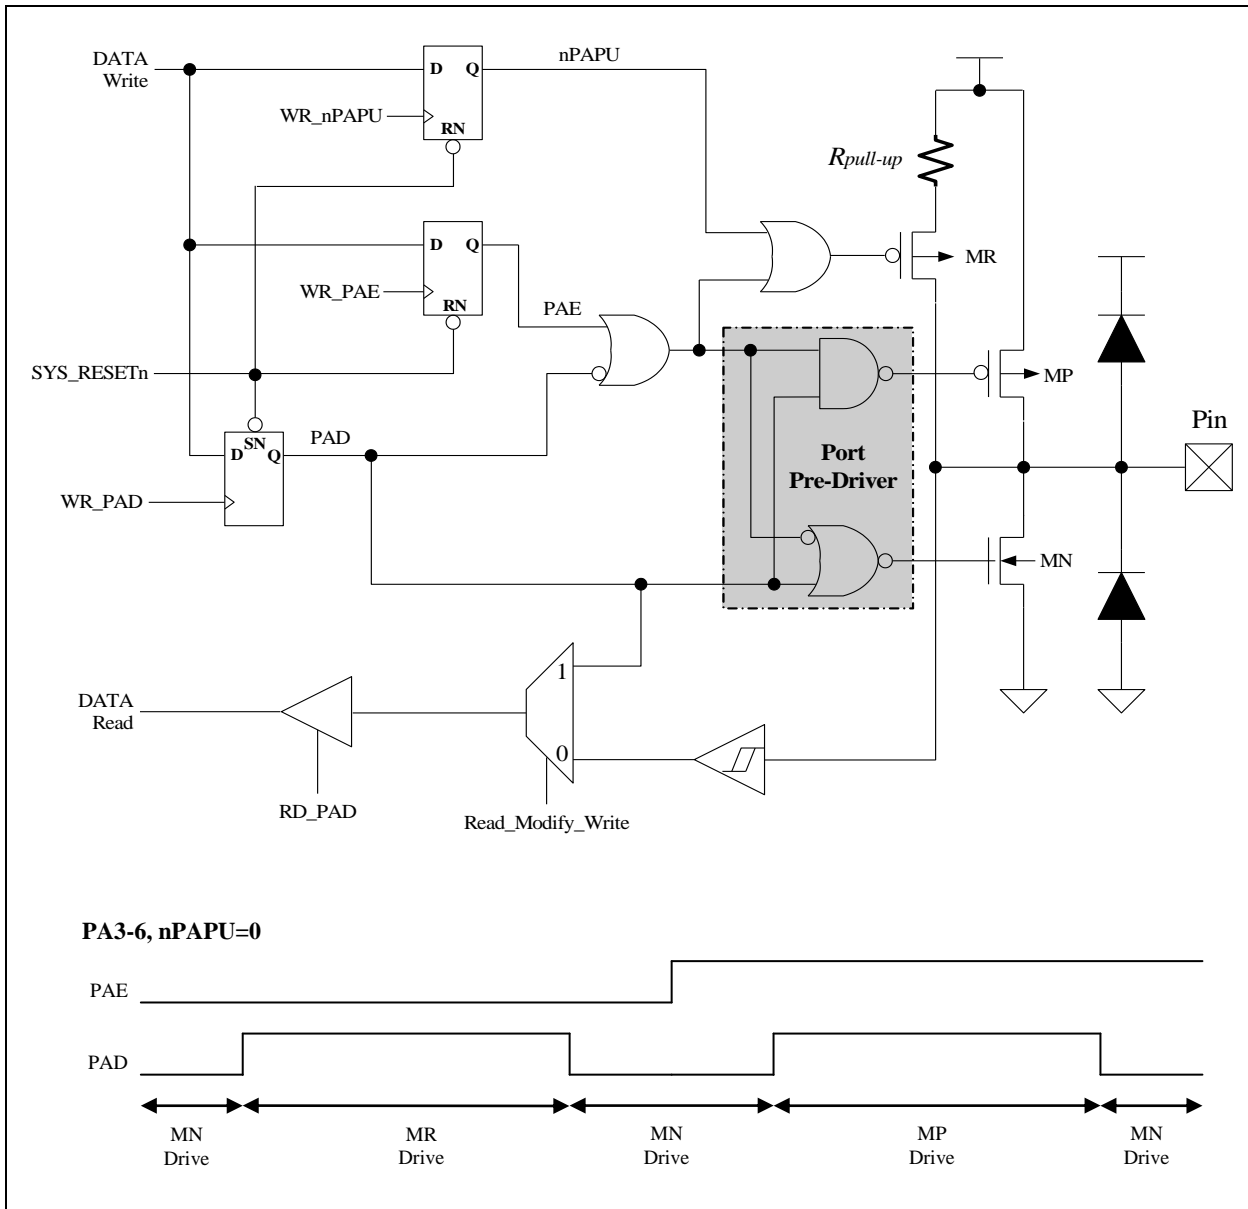 DATA
Write
D
Q
nPAPU
WR_nPAPU
RN
Rpull-up
D
Q
MR
WR_PAE
RN
PAE
SYS_RESETn
MP
SN
PAD
D
Q
Port
Pre-Driver
Pin
WR_PAD
MN
1
DATA
Read
0
RD_PAD
Read_Modify_Write
PA3-6, nPAPU=0
PAE
PAD
MN
Drive
MR
Drive
MN
Drive
MP
Drive
MN
Drive